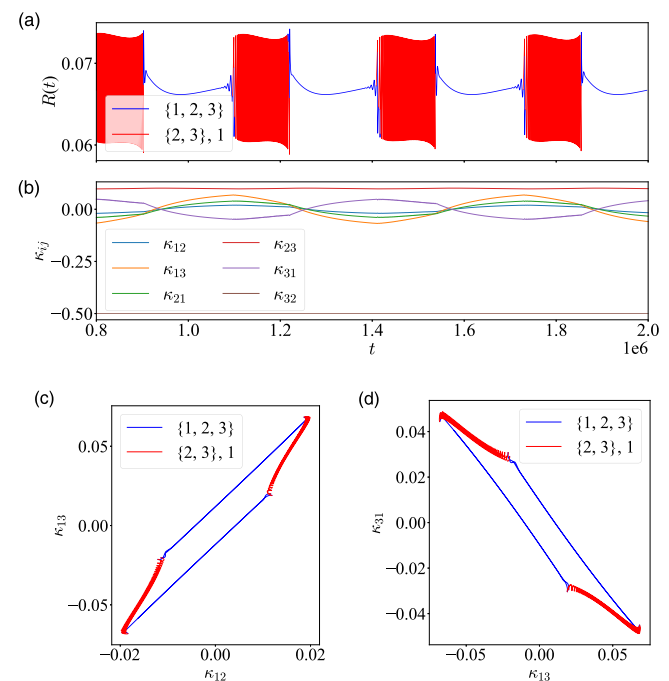 (a)
R(t)
0.07
0.06
{1, 2, 3}
{2, 3}, 1
(b)
κij
0.00
−0.25
−0.50
κ12 κ23
κ13 κ31
κ21 κ32
0.8 1.0 1.2 1.4 1.6 1.8 2.0
t
1e6
(c)
κ13
0.05
0.00
−0.05
{1, 2, 3}
{2, 3}, 1
−0.02 0.00 0.02
κ12
(d)
κ31
0.04
0.02
0.00
−0.02
−0.04
{1, 2, 3}
{2, 3}, 1
−0.05 0.00 0.05
κ13